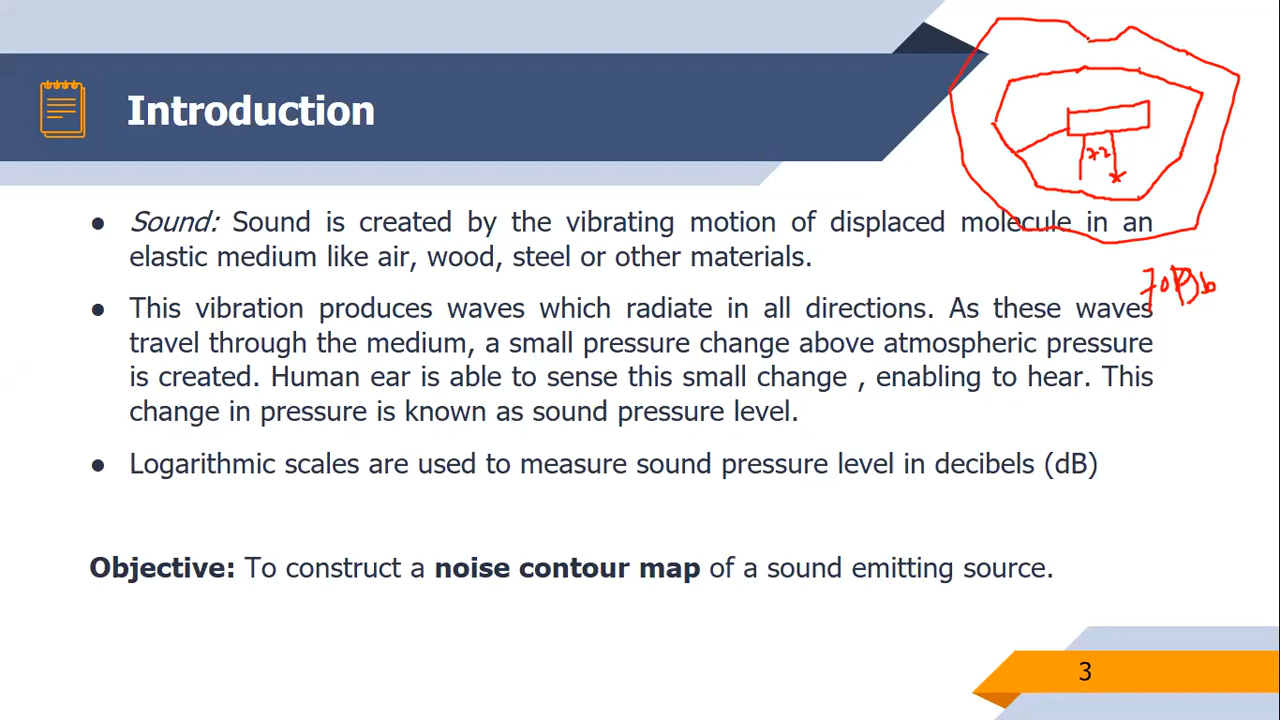 Introduction
● Sound: Sound is created by the vibrating motion of displaced molecule in an
elastic medium like air, wood, steel or other materials.
● This vibration produces waves which radiate in all directions. As these waves
travel through the medium, a small pressure change above atmospheric pressure
is created. Human ear is able to sense this small change , enabling to hear. This
change in pressure is known as sound pressure level.
● Logarithmic scales are used to measure sound pressure level in decibels (dB)
Objective: To construct a noise contour map of a sound emitting source.
3